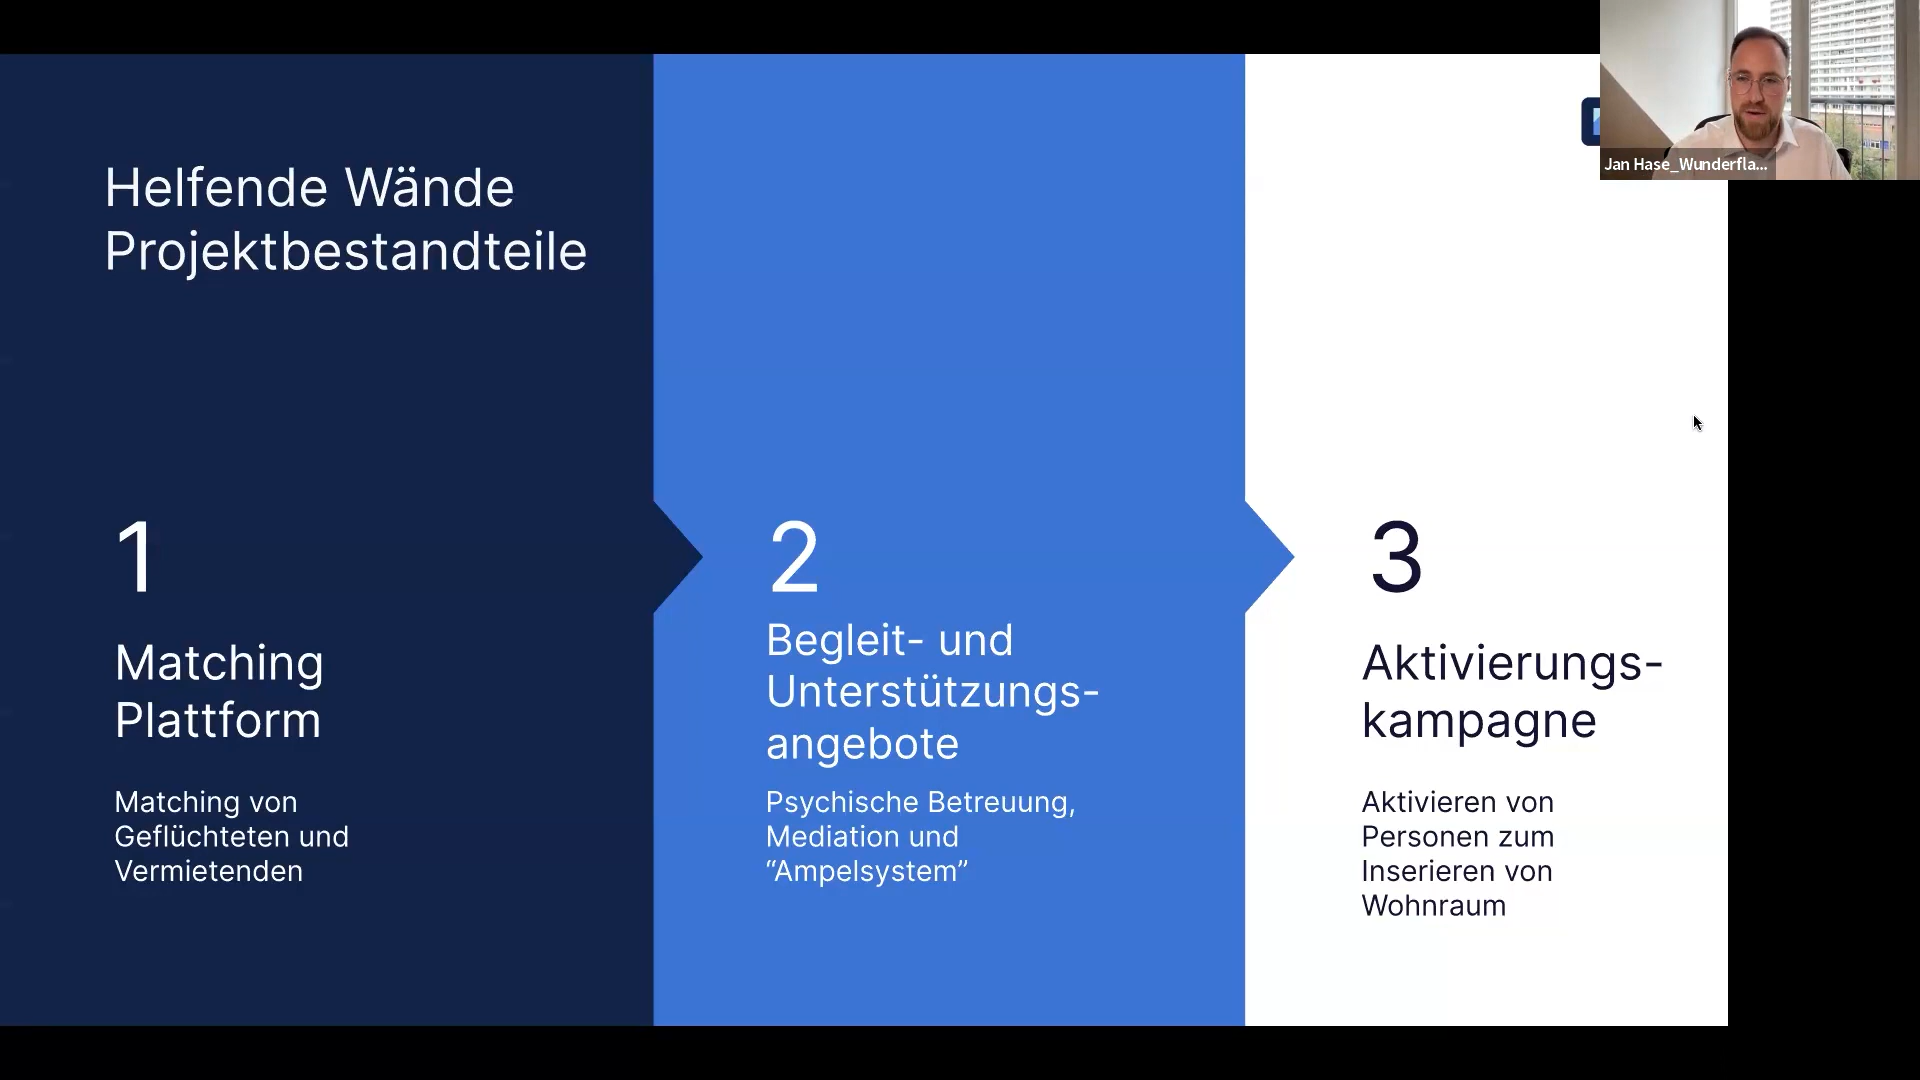 Helfende Wände
Projektbestandteile
1
Matching
Plattform
Matching von
Geflüchteten und
Vermietenden
2
Begleit- und
Unterstützungs-
angebote
Psychische Betreuung,
Mediation und
“Ampelsystem”
3
Aktivierungs-
kampagne
Aktivieren von
Personen zum
Inserieren von
Wohnraum
Jan Hase_Wunderfla...